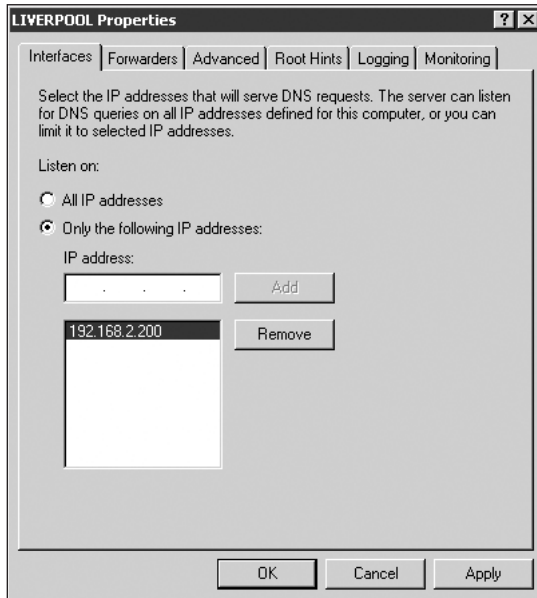 LIVERPOOL Properties
Interfaces Forwarders Advanced Root Hints Logging Monitoring
Select the IP addresses that will serve DNS requests. The server can listen
for DNS queries on all IP addresses defined for this computer, or you can
limit it to selected IP addresses.
Listen on:
All IP addresses
Only the following IP addresses:
IP address:
. . . Add
192.168.2.200 Remove
OK Cancel Apply